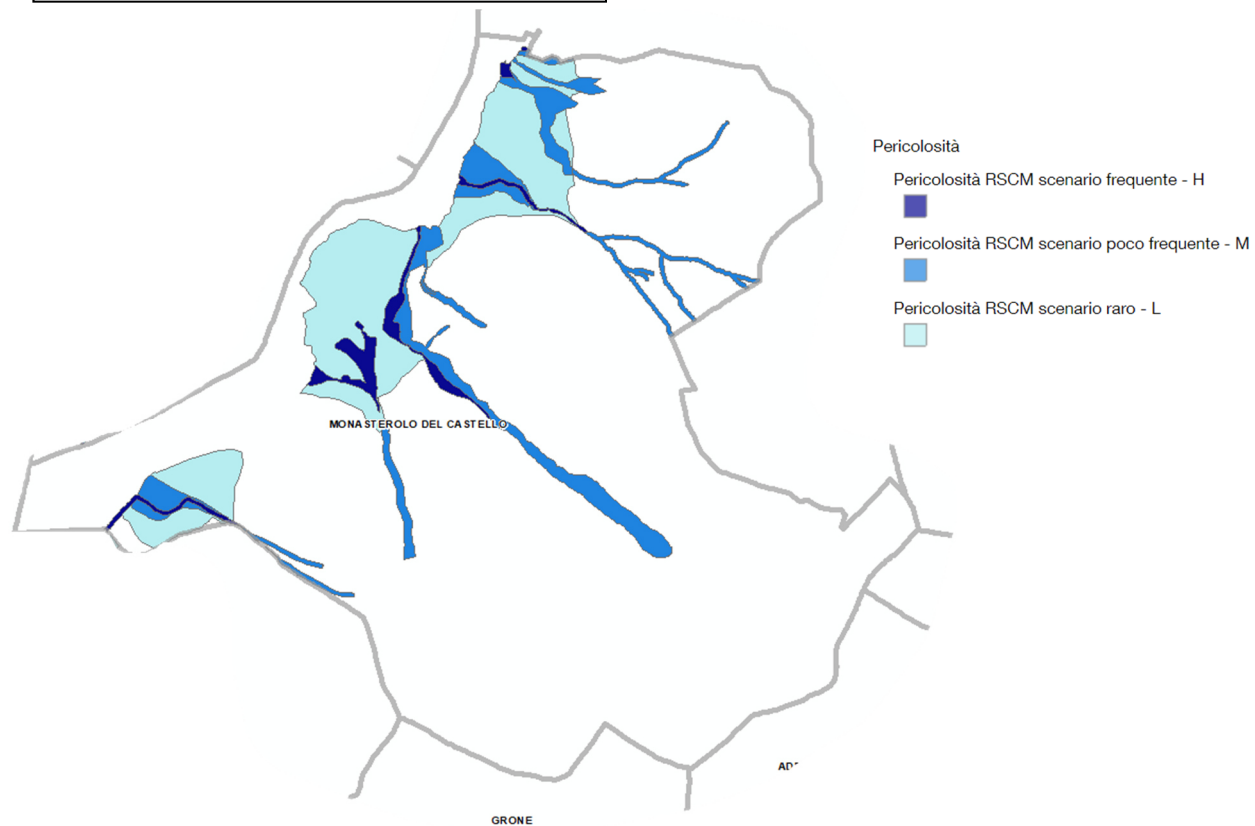 Pericolosità
Pericolosità RSCM scenario frequente - H
Pericolosità RSCM scenario poco frequente - M
Pericolosità RSCM scenario raro - L
MONASTEROLO DEL CASTELLO
GRONE